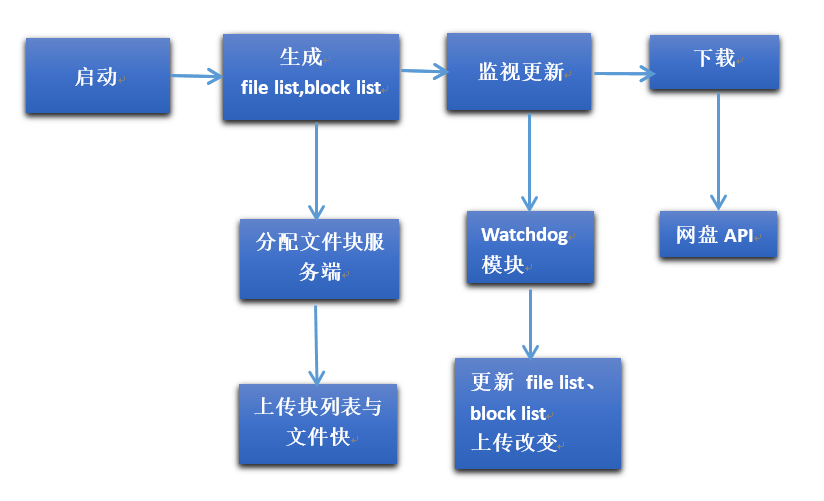 启动
生成
file list,block list
监视更新
下载
分配文件块服
务端
Watchdog
模块
网盘 API
上传块列表与
文件快
更新 file list、
block list
上传改变